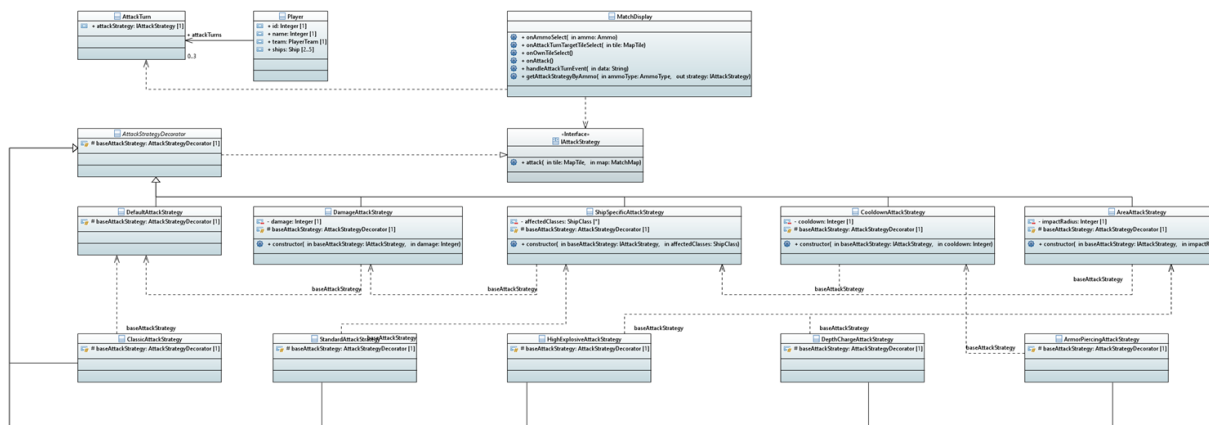 AttackTurn
+ attackStrategy: IAttackStrategy [1]
+ attackTurns
0..3
Player
+ id: Integer [1]
+ name: Integer [1]
+ team: PlayerTeam [1]
+ ships: Ship [2..5]
MatchDisplay
+ onAmmoSelect( in ammo: Ammo)
+ onAttackTurnTargetTileSelect( in tile: MapTile)
+ onOwnTileSelect()
+ onAttack()
+ handleAttackTurnEvent( in data: String)
+ getAttackStrategyByAmmo( in ammoType: AmmoType, out strategy: IAttackStrategy)
AttackStrategyDecorator
# baseAttackStrategy: AttackStrategyDecorator [1]
«Interface»
IAttackStrategy
+ attack( in tile: MapTile, in map: MatchMap)
DefaultAttackStrategy
# baseAttackStrategy: AttackStrategyDecorator [1]
DamageAttackStrategy
- damage: Integer [1]
# baseAttackStrategy: AttackStrategyDecorator [1]
+ constructor( in baseAttackStrategy: IAttackStrategy, in damage: Integer)
ShipSpecificAttackStrategy
- affectedClasses: ShipClass [*]
# baseAttackStrategy: AttackStrategyDecorator [1]
+ constructor( in baseAttackStrategy: IAttackStrategy, in affectedClasses: ShipClass)
CooldownAttackStrategy
- cooldown: Integer [1]
# baseAttackStrategy: AttackStrategyDecorator [1]
+ constructor( in baseAttackStrategy: IAttackStrategy, in cooldown: Integer)
AreaAttackStrategy
- impactRadius: Integer [1]
# baseAttackStrategy: AttackStrategyDecorator [1]
+ constructor( in baseAttackStrategy: IAttackStrategy, in impactR
baseAttackStrategy
baseAttackStrategy
baseAttackStrategy
baseAttackStrategy
baseAttackStrategy
baseAttackStrategy
baseAttackStrategy
baseAttackStrategy
baseAttackStrategy
ClassicAttackStrategy
# baseAttackStrategy: AttackStrategyDecorator [1]
StandardAttackStrategy
# baseAttackStrategy: AttackStrategyDecorator [1]
HighExplosiveAttackStrategy
# baseAttackStrategy: AttackStrategyDecorator [1]
DepthChargeAttackStrategy
# baseAttackStrategy: AttackStrategyDecorator [1]
ArmorPiercingAttackStrategy
# baseAttackStrategy: AttackStrategyDecorator [1]